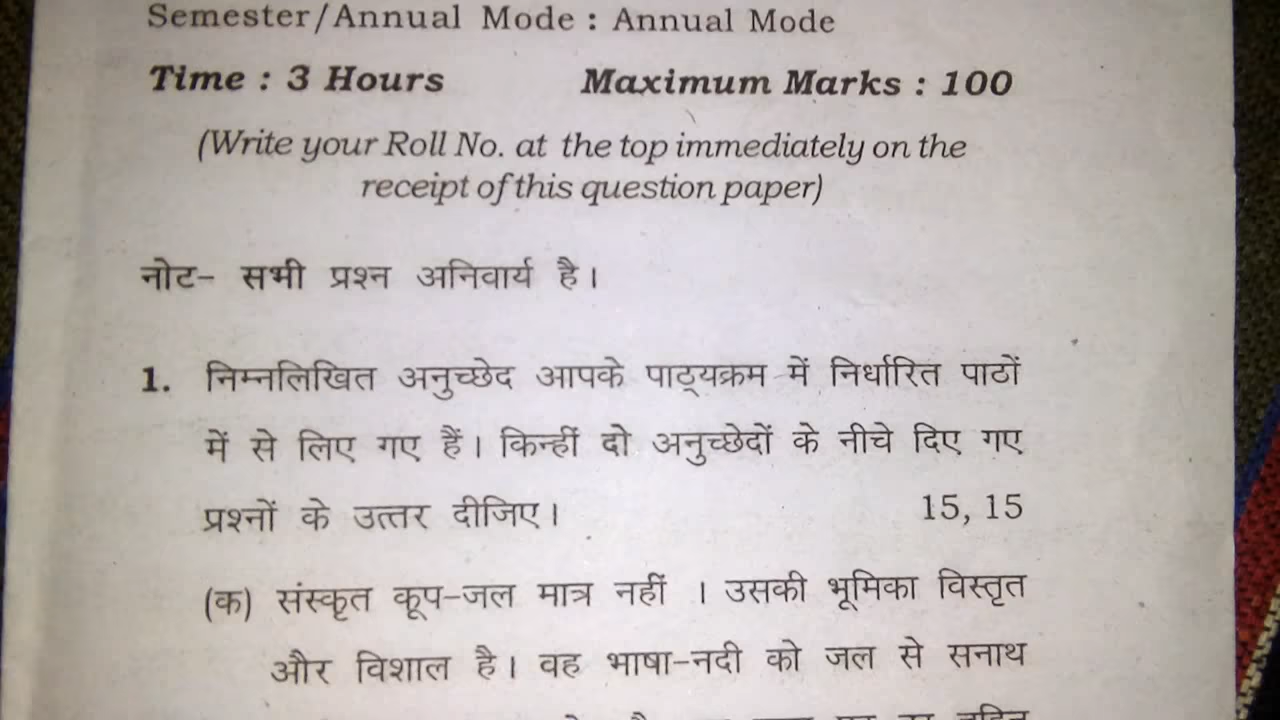 Semester/Annual Mode : Annual Mode
Time : 3 Hours Maximum Marks : 100
(Write your Roll No. at the top immediately on the
receipt of this question paper)
नोट– सभी प्रश्न अनिवार्य है।
1. निम्नलिखित अनुच्छेद आपके पाठ्यक्रम में निर्धारित पाठों
में से लिए गए हैं। किन्हीं दो अनुच्छेदों के नीचे दिए गए
प्रश्नों के उत्तर दीजिए। 15, 15
(क) संस्कृत कूप–जल मात्र नहीं । उसकी भूमिका विस्तृत
और विशाल है। वह भाषा–नदी को जल से सनाथ